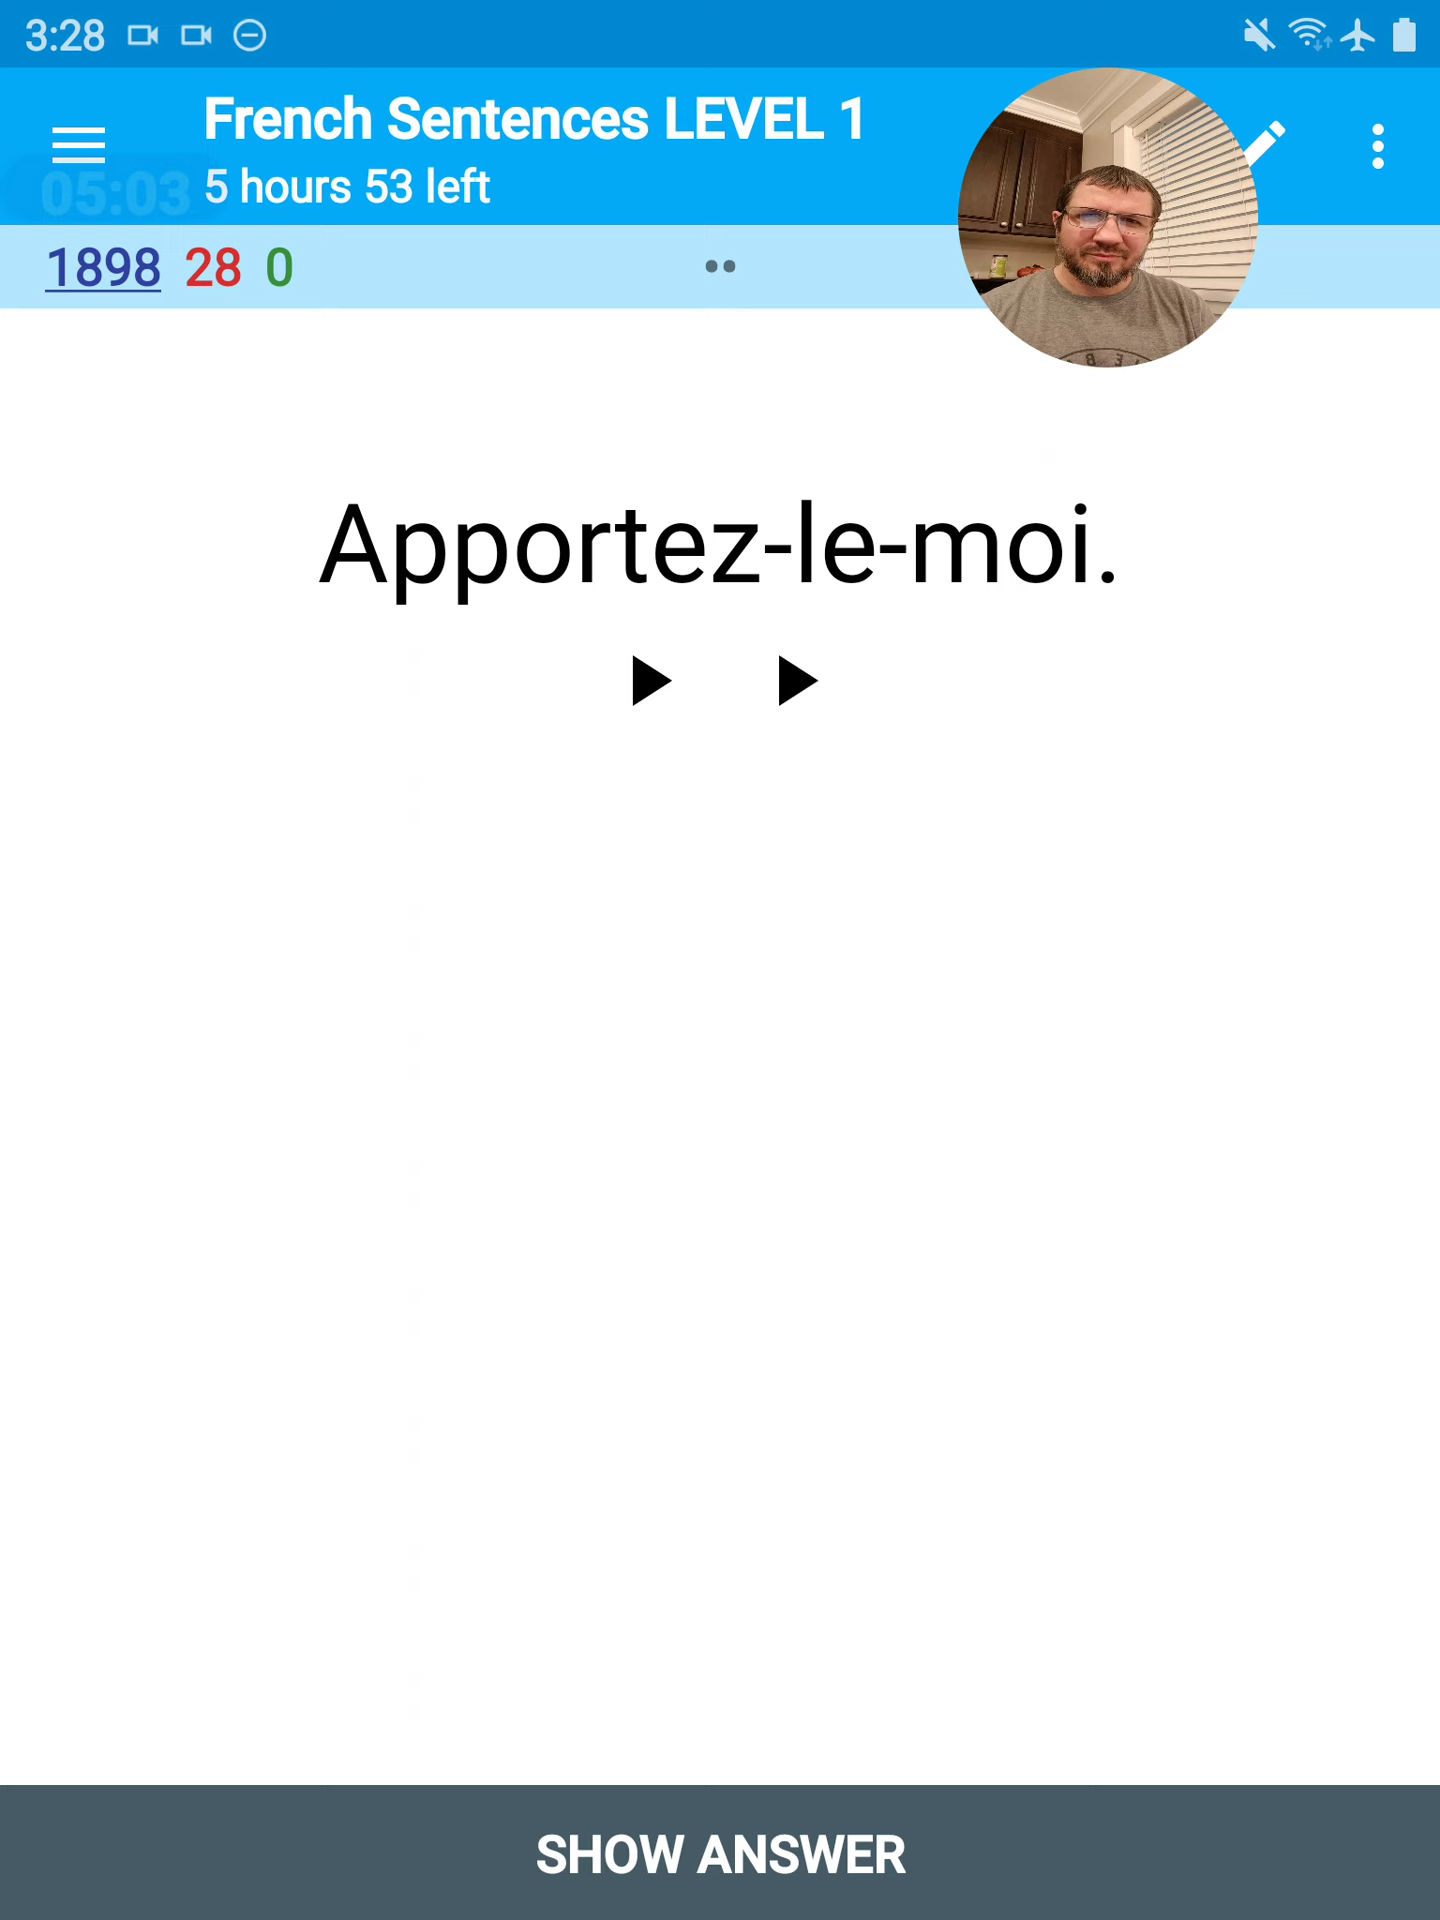 3:28
French Sentences LEVEL 1
5 hours 53 left
05:03
1898 28 0
Apportez-le-moi.
SHOW ANSWER